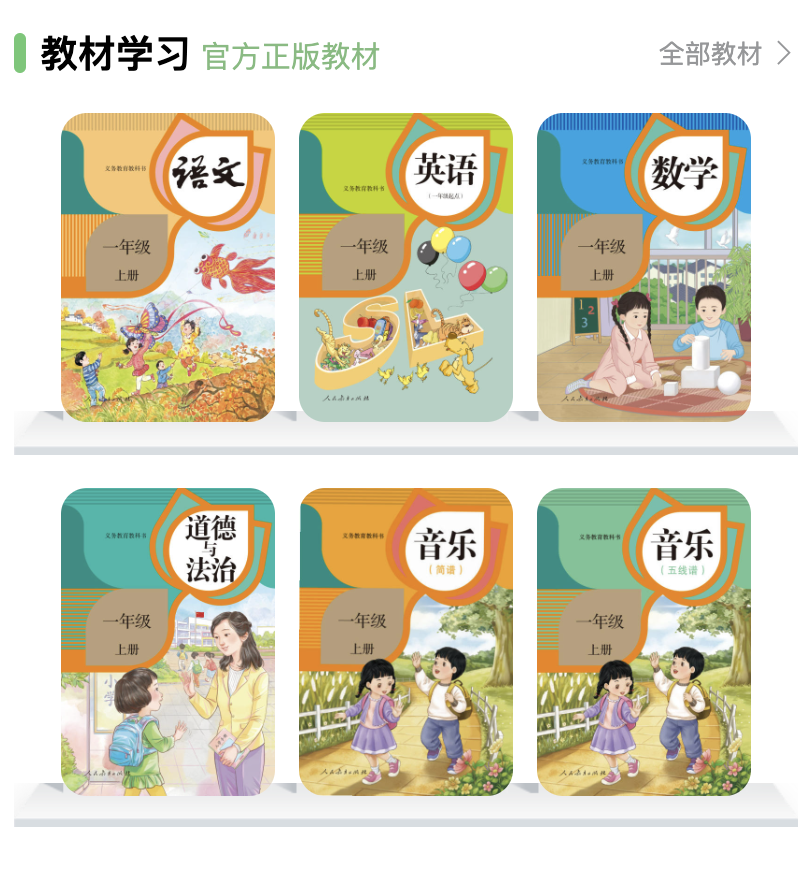 教材学习 官方正版教材 全部教材
义务教育教科书
语文
一年级
上册
人民教育出版社
义务教育教科书
英语
(一年级起点)
一年级
上册
SL
人民教育出版社
义务教育教科书
数学
一年级
上册
1 2
3
人民教育出版社
义务教育教科书
道德
与
法治
一年级
上册
小
学
人民教育出版社
义务教育教科书
音乐
(简谱)
一年级
上册
人民教育出版社
义务教育教科书
音乐
(五线谱)
一年级
上册
人民教育出版社